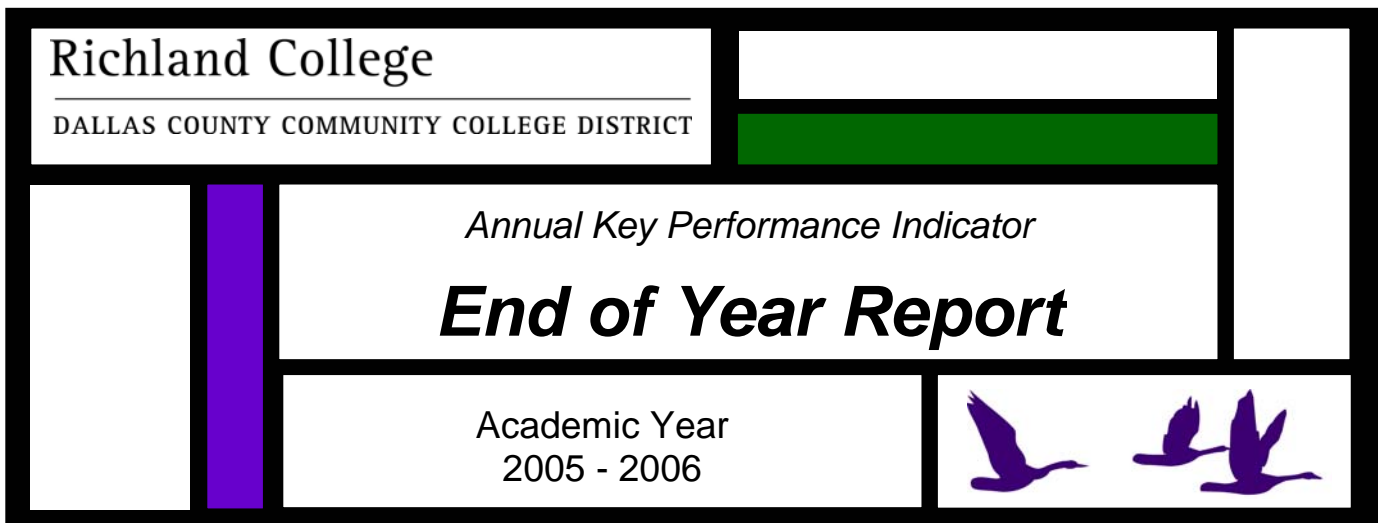 Richland College
DALLAS COUNTY COMMUNITY COLLEGE DISTRICT
Annual Key Performance Indicator
End of Year Report
Academic Year
2005 - 2006